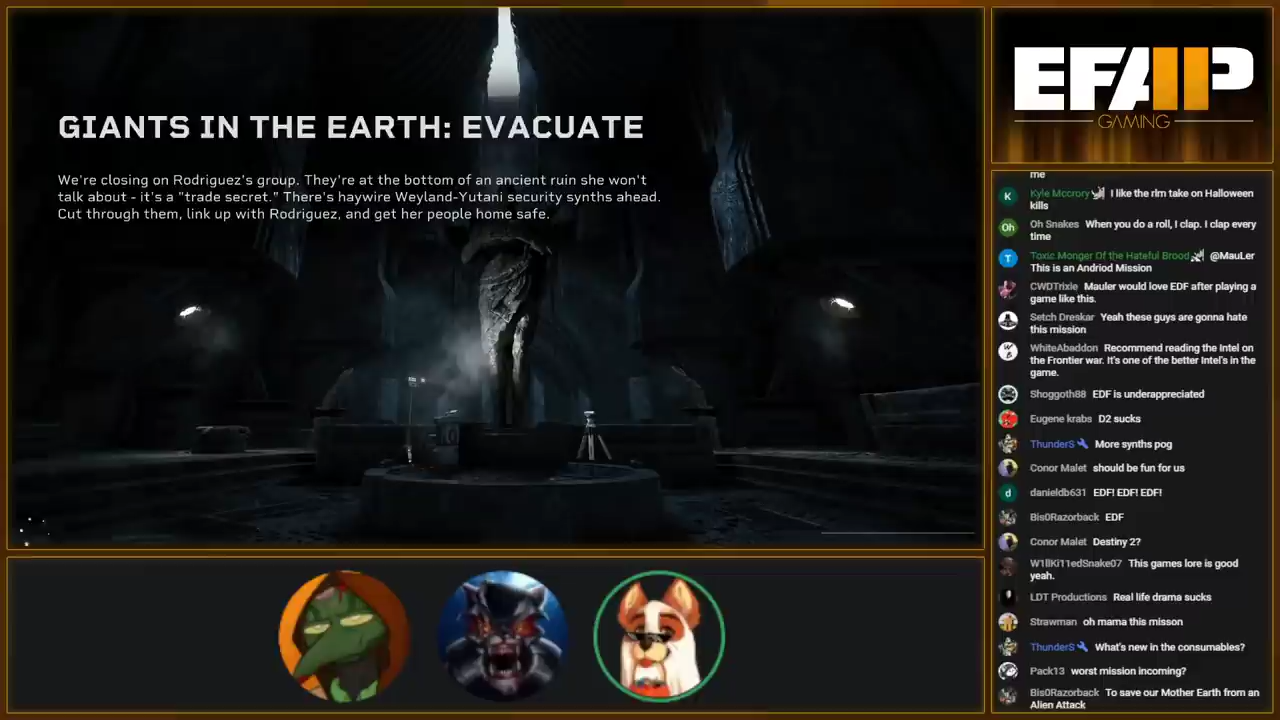 GIANTS IN THE EARTH: EVACUATE
We're closing on Rodriguez's group. They're at the bottom of an ancient ruin she won't
talk about - it's a "trade secret." There's haywire Weyland-Yutani security synths ahead.
Cut through them, link up with Rodriguez, and get her people home safe.
EFAP
GAMING
me
K Kyle Mccrory I like the rlm take on Halloween
kills
Oh Oh Snakes When you do a roll, I clap. I clap every
time
T Toxic Monger Of the Hateful Brood @MauLer
This is an Andriod Mission
CWDTrixie Mauler would love EDF after playing a
game like this.
Setch Dreskar Yeah these guys are gonna hate
this mission
WhiteAbaddon Recommend reading the Intel on
the Frontier war. It's one of the better Intel's in the
game.
Shoggoth88 EDF is underappreciated
Eugene krabs D2 sucks
ThunderS More synths pog
Conor Malet should be fun for us
d danieldb631 EDF! EDF! EDF!
Bis0Razorback EDF
Conor Malet Destiny 2?
W1llKi11edSnake07 This games lore is good
yeah.
LDT Productions Real life drama sucks
Strawman oh mama this misson
ThunderS What's new in the consumables?
Pack13 worst mission incoming?
Bis0Razorback To save our Mother Earth from an
Alien Attack